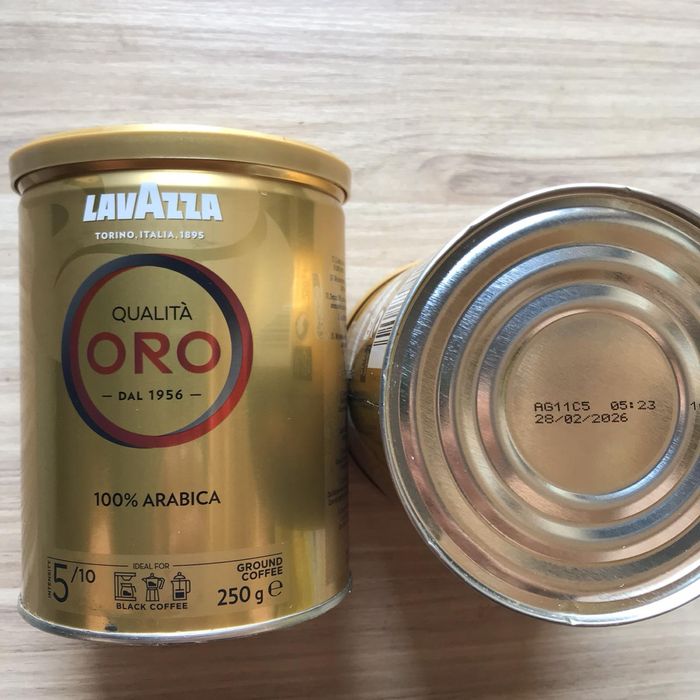 LAVAZZA
TORINO, ITALIA, 1895
QUALITÀ
ORO
— DAL 1956 —
100% ARABICA
INTENSITY
5/10
IDEAL FOR
BLACK COFFEE
GROUND
COFFEE
250 g e
AG11C5 05:23
28/02/2026